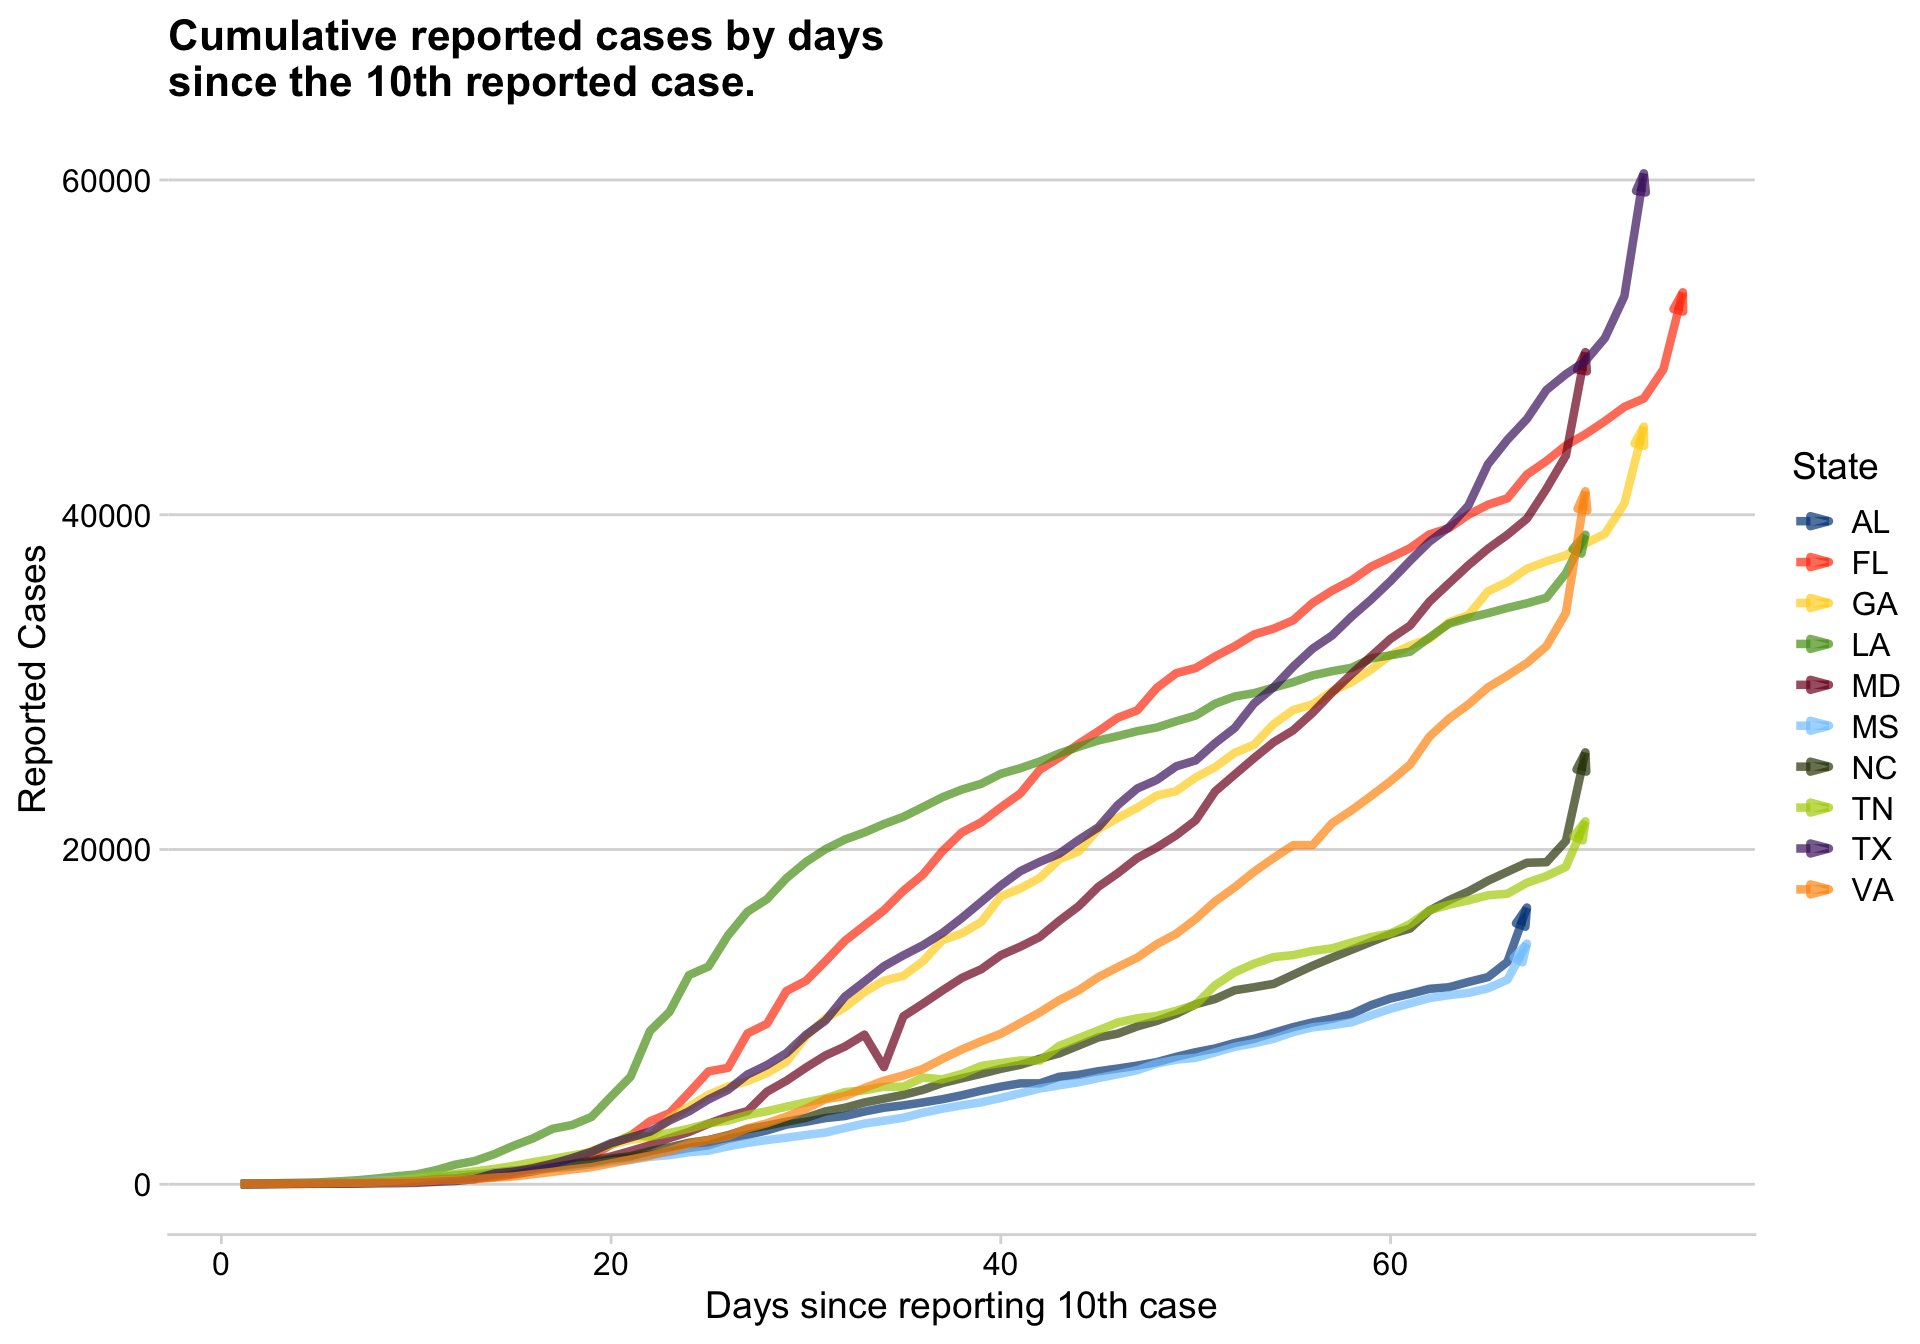 Cumulative reported cases by days
since the 10th reported case.
60000
40000
20000
0
Reported Cases
0
20
40
60
Days since reporting 10th case
State
AL
FL
GA
LA
MD
MS
NC
TN
TX
VA